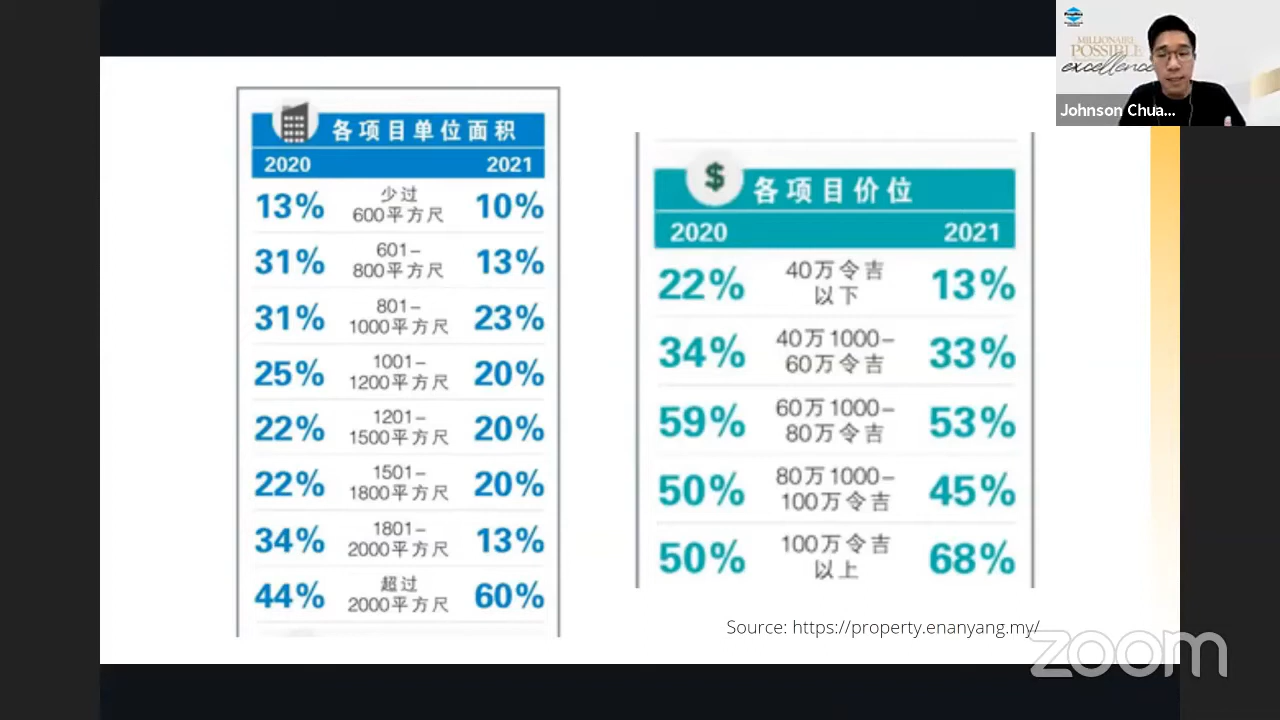 各项目单位面积
2020 2021
13% 少过 600平方尺 10%
31% 601– 800平方尺 13%
31% 801– 1000平方尺 23%
25% 1001– 1200平方尺 20%
22% 1201– 1500平方尺 20%
22% 1501– 1800平方尺 20%
34% 1801– 2000平方尺 13%
44% 超过 2000平方尺 60%
$ 各项目价位
2020 2021
22% 40万令吉 以下 13%
34% 40万1000– 60万令吉 33%
59% 60万1000– 80万令吉 53%
50% 80万1000– 100万令吉 45%
50% 100万令吉 以上 68%
Source: https://property.enanyang.my/
MILLIONAIRE
POSSIBLE
excellence
Johnson Chua...
zoom